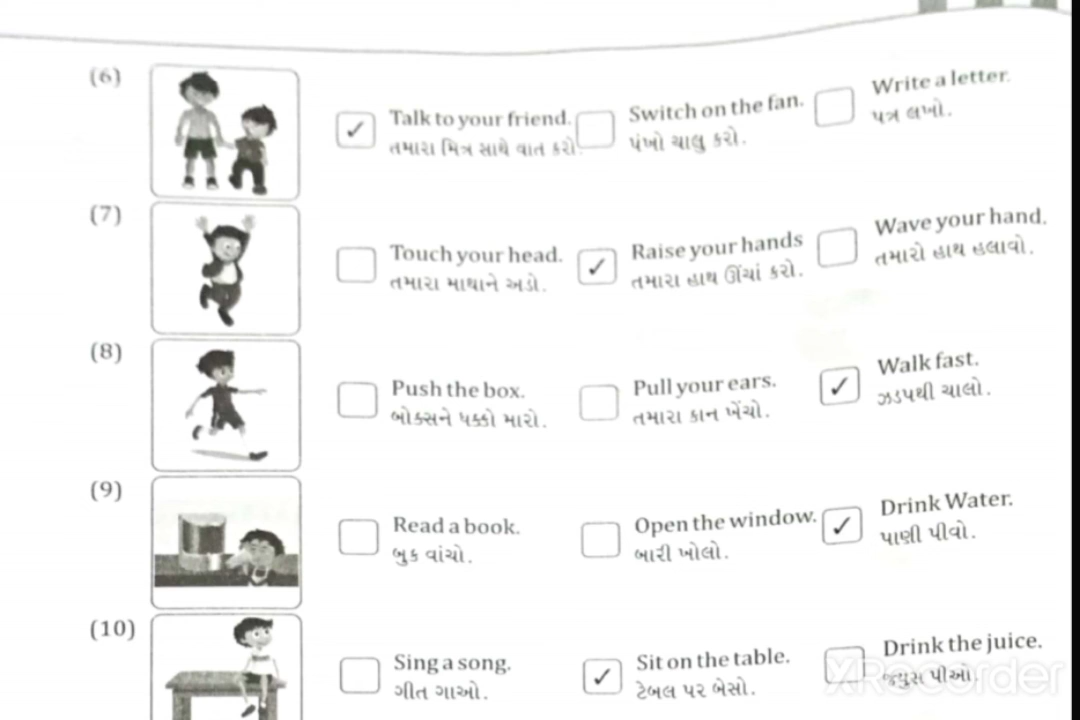 (6)
✓ Talk to your friend.
તમારા મિત્ર સાથે વાત કરો.
Switch on the fan.
પંખો ચાલુ કરો.
Write a letter.
પત્ર લખો.
(7)
Touch your head.
તમારા માથાને અડો.
✓ Raise your hands
તમારા હાથ ઊંચાં કરો.
Wave your hand.
તમારો હાથ હલાવો.
(8)
Push the box.
બોક્સને ધક્કો મારો.
Pull your ears.
તમારા કાન ખેંચો.
✓ Walk fast.
ઝડપથી ચાલો.
(9)
Read a book.
બુક વાંચો.
Open the window.
બારી ખોલો.
✓ Drink Water.
પાણી પીવો.
(10)
Sing a song.
ગીત ગાઓ.
✓ Sit on the table.
ટેબલ પર બેસો.
Drink the juice.
જ્યુસ પીઓ.
XRecorder